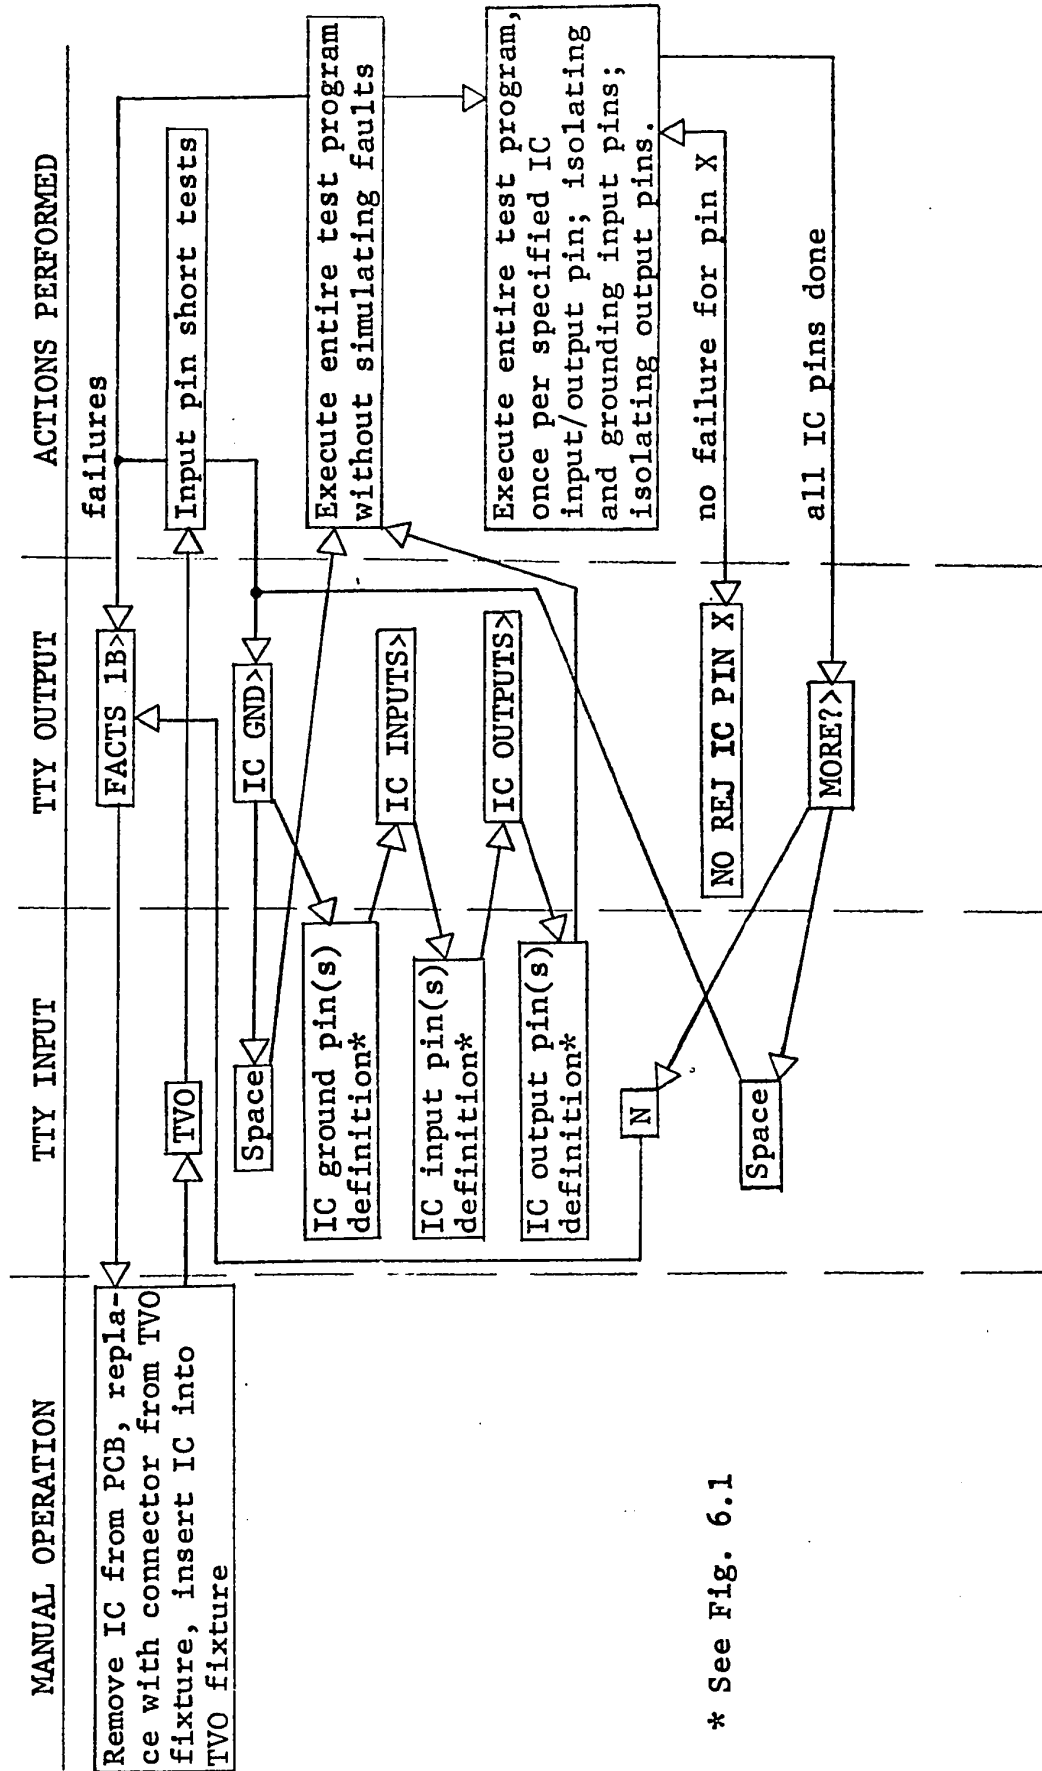 MANUAL OPERATION
TTY INPUT
TTY OUTPUT
ACTIONS PERFORMED
Remove IC from PCB, repla-
ce with connector from TVO
fixture, insert IC into
TVO fixture
FACTS 1B>
failures
TVO
Input pin short tests
Space
IC GND>
IC ground pin(s)
definition*
Execute entire test program
without simulating faults
IC INPUTS>
IC input pin(s)
definition*
IC OUTPUTS>
IC output pin(s)
definition*
Execute entire test program,
once per specified IC
input/output pin; isolating
and grounding input pins;
isolating output pins.
N
NO REJ IC PIN X
no failure for pin X
Space
MORE?>
all IC pins done
* See Fig. 6.1